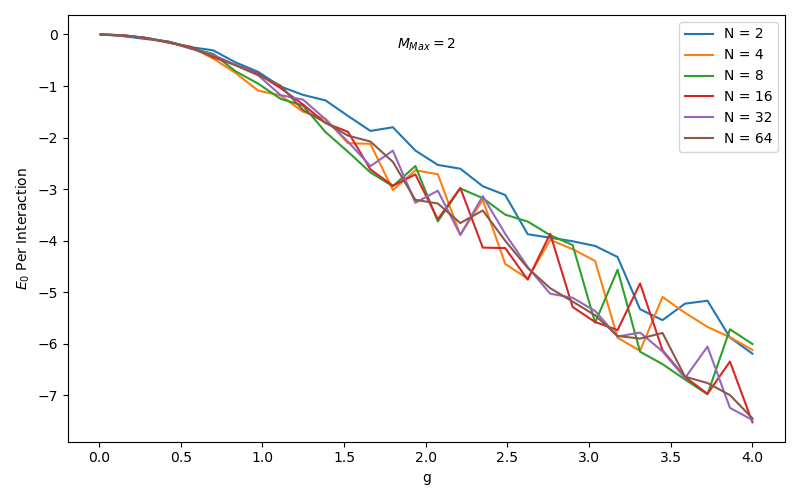 M_Max = 2
N = 2
N = 4
N = 8
N = 16
N = 32
N = 64
E_0 Per Interaction
0
−1
−2
−3
−4
−5
−6
−7
0.0 0.5 1.0 1.5 2.0 2.5 3.0 3.5 4.0
g